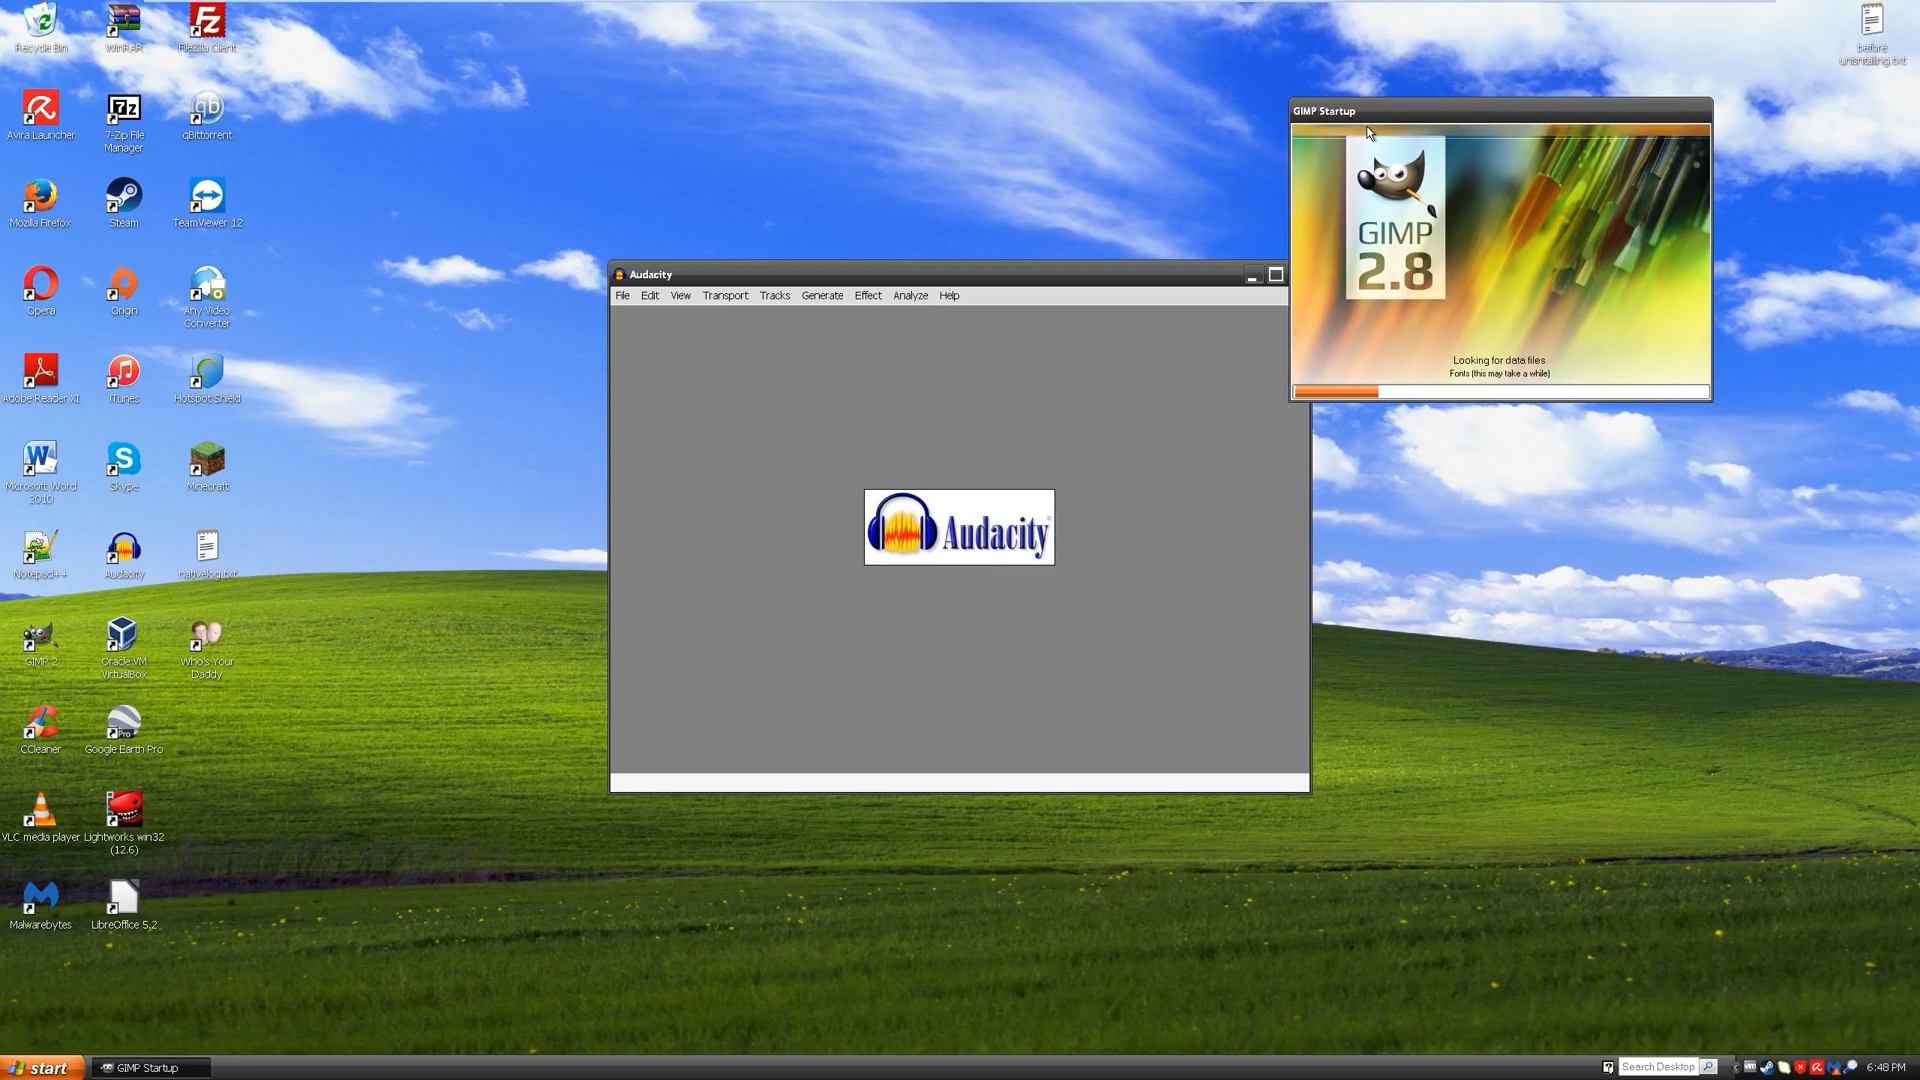 Recycle Bin
WinRAR
FileZilla Client
before
unisntalling.txt
Avira Launcher
7-Zip File
Manager
qBittorrent
Mozilla Firefox
Steam
TeamViewer 12
Opera
Origin
Any Video
Converter
Adobe Reader XI
iTunes
Hotspot Shield
Microsoft Word
2010
Skype
Minecraft
Notepad++
Audacity
nativelog.txt
GIMP 2
Oracle VM
VirtualBox
Who's Your
Daddy
CCleaner
Google Earth Pro
Pro
VLC media player
Lightworks win32
(12.6)
Malwarebytes
LibreOffice 5.2
Audacity
File Edit View Transport Tracks Generate Effect Analyze Help
Audacity
GIMP Startup
GIMP
2.8
Looking for data files
Fonts (this may take a while)
start
GIMP Startup
Search Desktop
6:48 PM